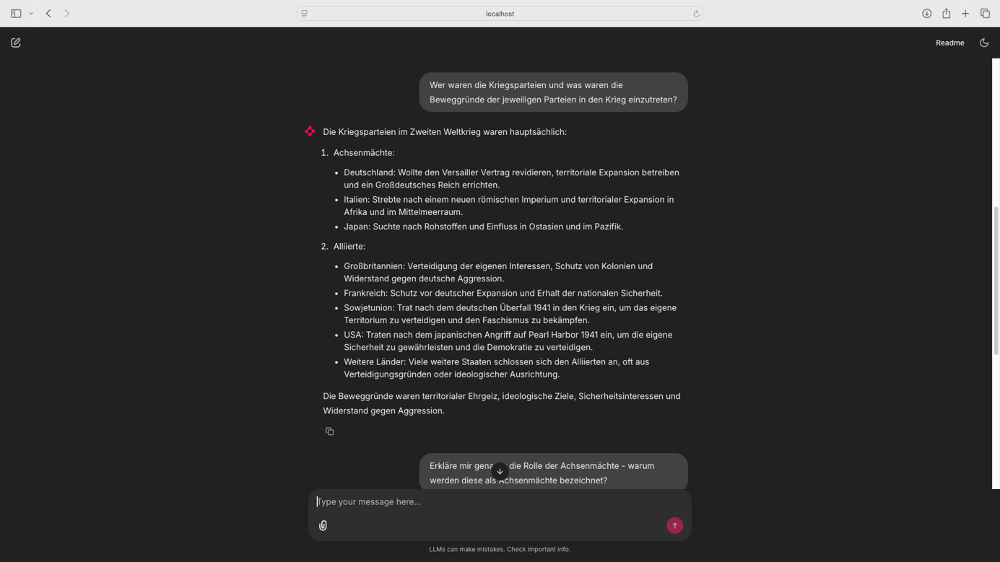 localhost
Readme
Wer waren die Kriegsparteien und was waren die
Beweggründe der jeweiligen Parteien in den Krieg einzutreten?
Die Kriegsparteien im Zweiten Weltkrieg waren hauptsächlich:
1. Achsenmächte:
• Deutschland: Wollte den Versailler Vertrag revidieren, territoriale Expansion betreiben
und ein Großdeutsches Reich errichten.
• Italien: Strebte nach einem neuen römischen Imperium und territorialer Expansion in
Afrika und im Mittelmeerraum.
• Japan: Suchte nach Rohstoffen und Einfluss in Ostasien und im Pazifik.
2. Alliierte:
• Großbritannien: Verteidigung der eigenen Interessen, Schutz von Kolonien und
Widerstand gegen deutsche Aggression.
• Frankreich: Schutz vor deutscher Expansion und Erhalt der nationalen Sicherheit.
• Sowjetunion: Trat nach dem deutschen Überfall 1941 in den Krieg ein, um das eigene
Territorium zu verteidigen und den Faschismus zu bekämpfen.
• USA: Traten nach dem japanischen Angriff auf Pearl Harbor 1941 ein, um die eigene
Sicherheit zu gewährleisten und die Demokratie zu verteidigen.
• Weitere Länder: Viele weitere Staaten schlossen sich den Alliierten an, oft aus
Verteidigungsgründen oder ideologischer Ausrichtung.
Die Beweggründe waren territorialer Ehrgeiz, ideologische Ziele, Sicherheitsinteressen und
Widerstand gegen Aggression.
Erkläre mir die Rolle der Achsenmächte - warum
werden diese als Achsenmächte bezeichnet?
Type your message here...
LLMs can make mistakes. Check important info.